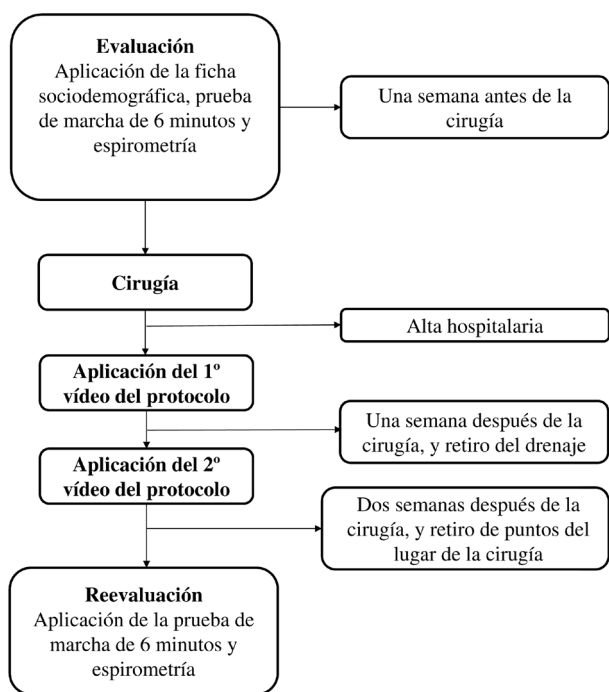 Evaluación
Aplicación de la ficha
sociodemográfica, prueba
de marcha de 6 minutos y
espirometría
Una semana antes de la
cirugía
Cirugía
Alta hospitalaria
Aplicación del 1º
vídeo del protocolo
Una semana después de la
cirugía, y retiro del drenaje
Aplicación del 2º
vídeo del protocolo
Dos semanas después de la
cirugía, y retiro de puntos del
lugar de la cirugía
Reevaluación
Aplicación de la prueba de
marcha de 6 minutos y
espirometría